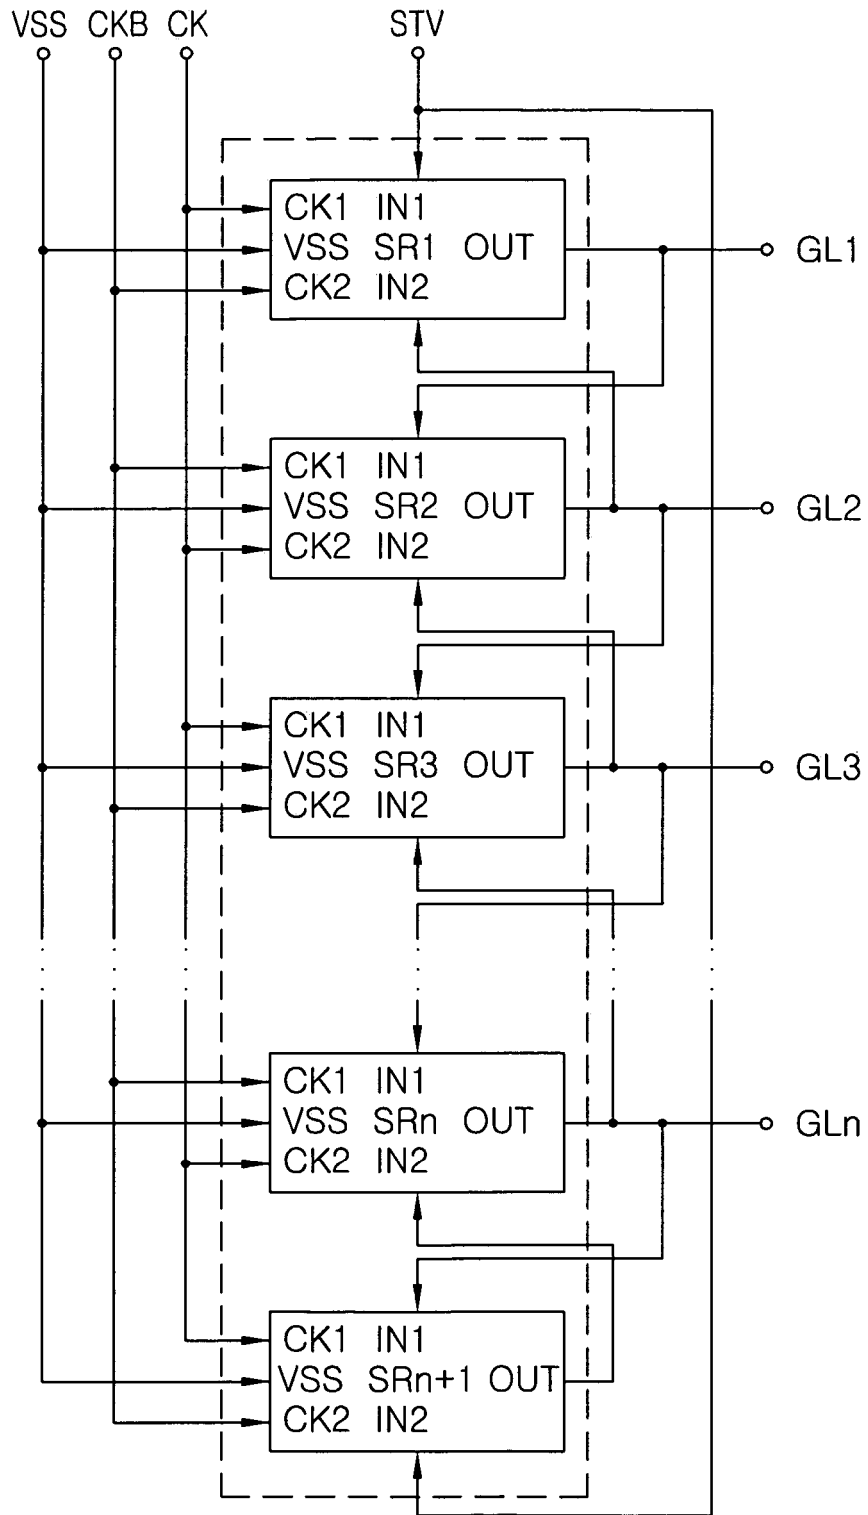 VSS CKB CK STV
CK1 IN1
VSS SR1 OUT GL1
CK2 IN2
CK1 IN1
VSS SR2 OUT GL2
CK2 IN2
CK1 IN1
VSS SR3 OUT GL3
CK2 IN2
CK1 IN1
VSS SRn OUT GLn
CK2 IN2
CK1 IN1
VSS SRn+1 OUT
CK2 IN2